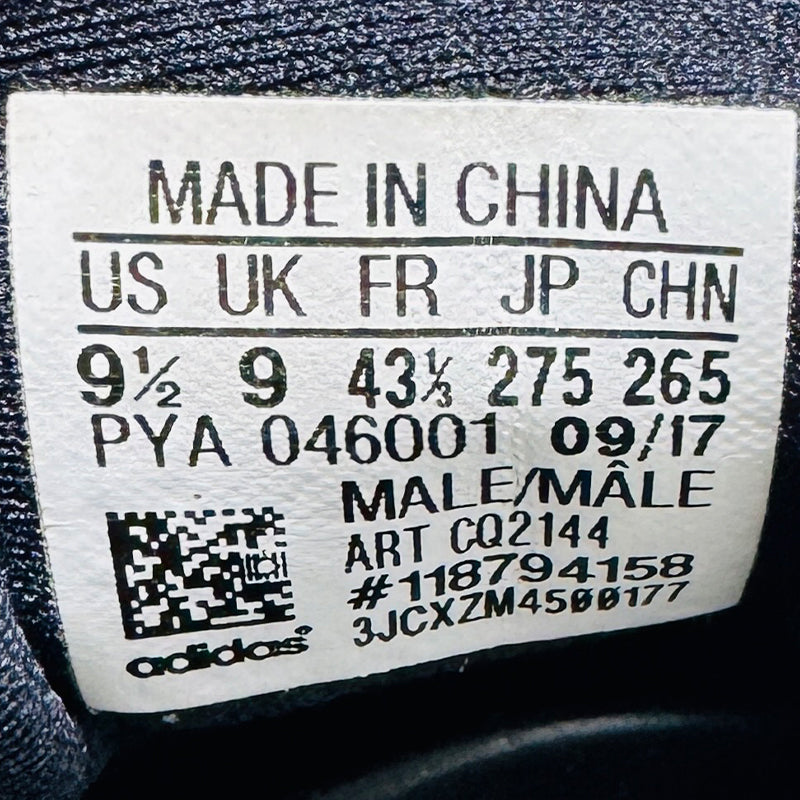 MADE IN CHINA
US UK FR JP CHN
9½ 9 43⅓ 275 265
PYA 046001 09/17
MALE/MÂLE
ART CQ2144
#118794158
3JCXZM4500177
adidas®